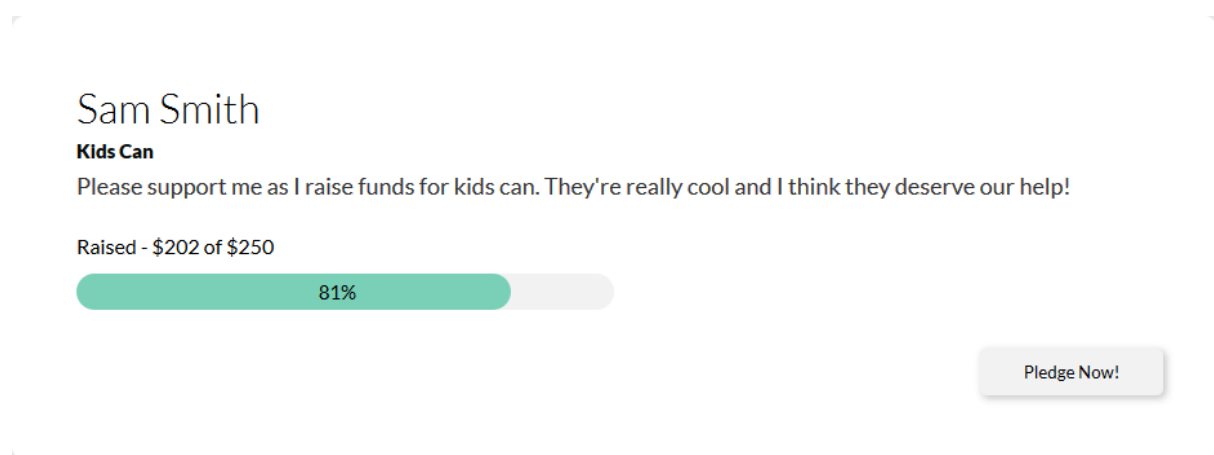 Sam Smith
Kids Can
Please support me as I raise funds for kids can. They're really cool and I think they deserve our help!
Raised - $202 of $250
81%
Pledge Now!